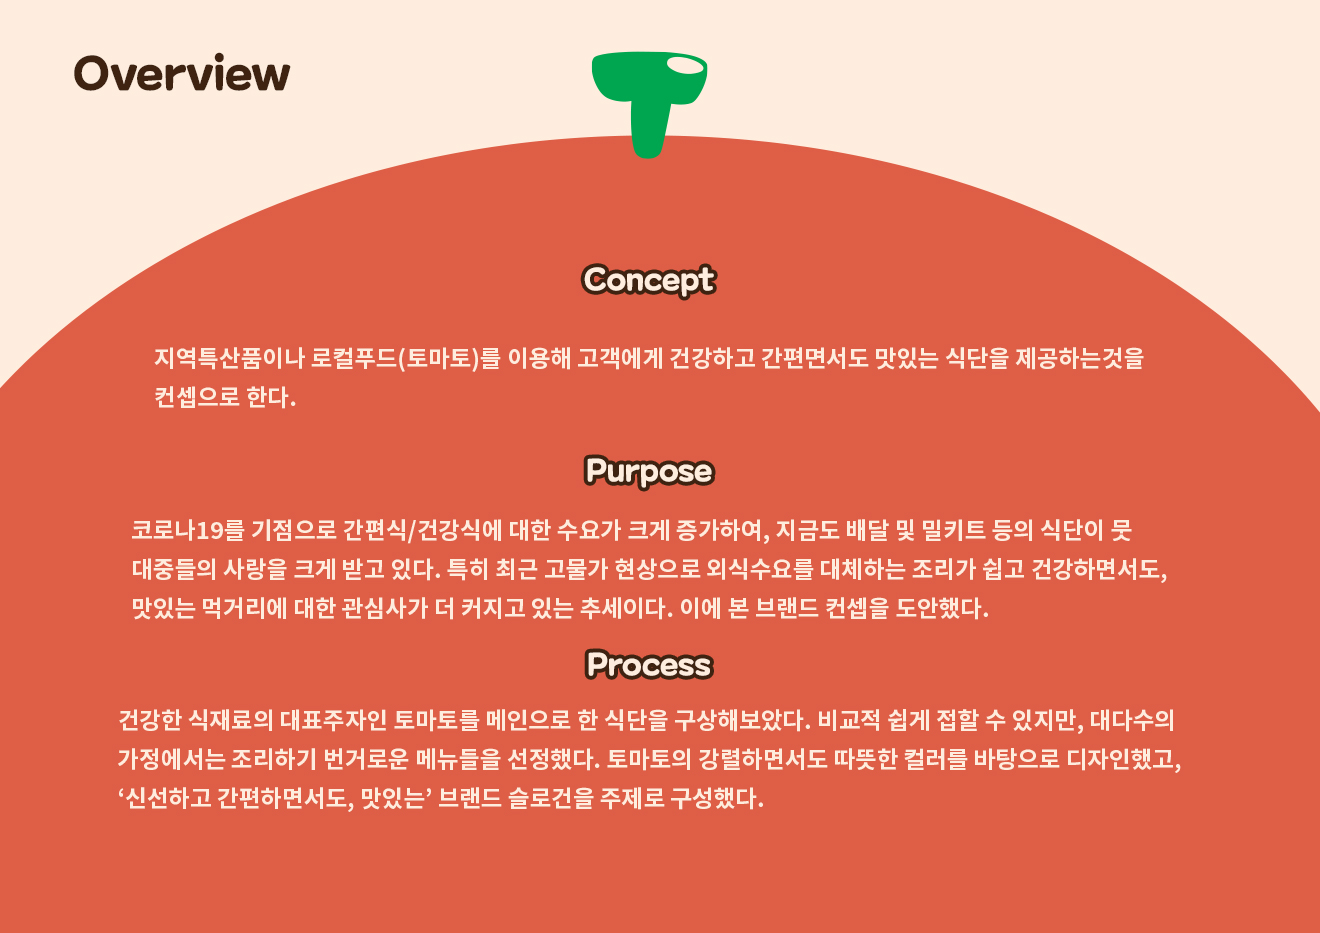 Overview
Concept
지역특산품이나 로컬푸드(토마토)를 이용해 고객에게 건강하고 간편면서도 맛있는 식단을 제공하는것을
컨셉으로 한다.
Purpose
코로나19를 기점으로 간편식/건강식에 대한 수요가 크게 증가하여, 지금도 배달 및 밀키트 등의 식단이 뭇
대중들의 사랑을 크게 받고 있다. 특히 최근 고물가 현상으로 외식수요를 대체하는 조리가 쉽고 건강하면서도,
맛있는 먹거리에 대한 관심사가 더 커지고 있는 추세이다. 이에 본 브랜드 컨셉을 도안했다.
Process
건강한 식재료의 대표주자인 토마토를 메인으로 한 식단을 구상해보았다. 비교적 쉽게 접할 수 있지만, 대다수의
가정에서는 조리하기 번거로운 메뉴들을 선정했다. 토마토의 강렬하면서도 따뜻한 컬러를 바탕으로 디자인했고,
‘신선하고 간편하면서도, 맛있는’ 브랜드 슬로건을 주제로 구성했다.